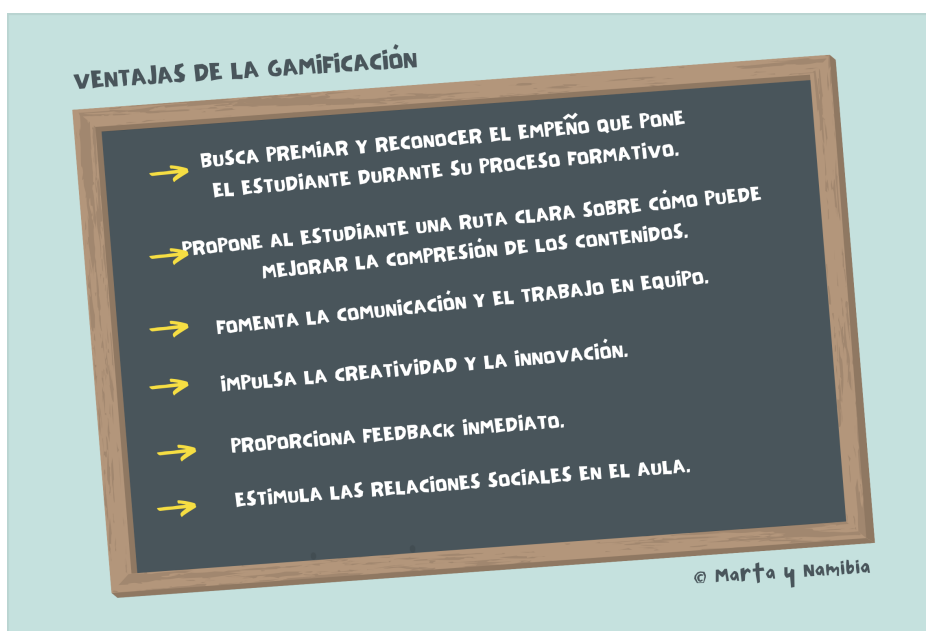 VENTAJAS DE LA GAMIFICACIÓN
BUSCA PREMIAR Y RECONOCER EL EMPEÑO QUE PONE
EL ESTUDIANTE DURANTE SU PROCESO FORMATIVO.
PROPONE AL ESTUDIANTE UNA RUTA CLARA SOBRE CÓMO PUEDE
MEJORAR LA COMPRESIÓN DE LOS CONTENIDOS.
FOMENTA LA COMUNICACIÓN Y EL TRABAJO EN EQUIPO.
IMPULSA LA CREATIVIDAD Y LA INNOVACIÓN.
PROPORCIONA FEEDBACK INMEDIATO.
ESTIMULA LAS RELACIONES SOCIALES EN EL AULA.
© Marta y Namibia